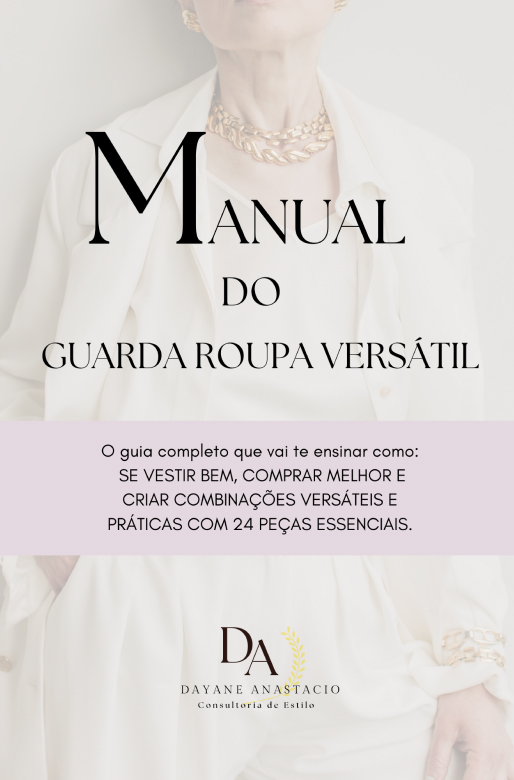 MANUAL
DO
GUARDA ROUPA VERSÁTIL
O guia completo que vai te ensinar como:
SE VESTIR BEM, COMPRAR MELHOR E
CRIAR COMBINAÇÕES VERSÁTEIS E
PRÁTICAS COM 24 PEÇAS ESSENCIAIS.
DA
DAYANE ANASTACIO
Consultoria de Estilo